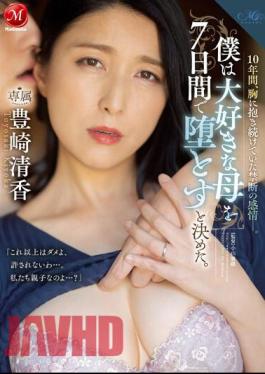 Madonna
専属
豊崎清香
10年間、胸に抱き続けていた禁断の感情―。
僕は大好きな母を
7日間で堕とすと決めた。
「これ以上はダメよ、
許されないわ…。
私たち親子なのよ…?」
JAVHD